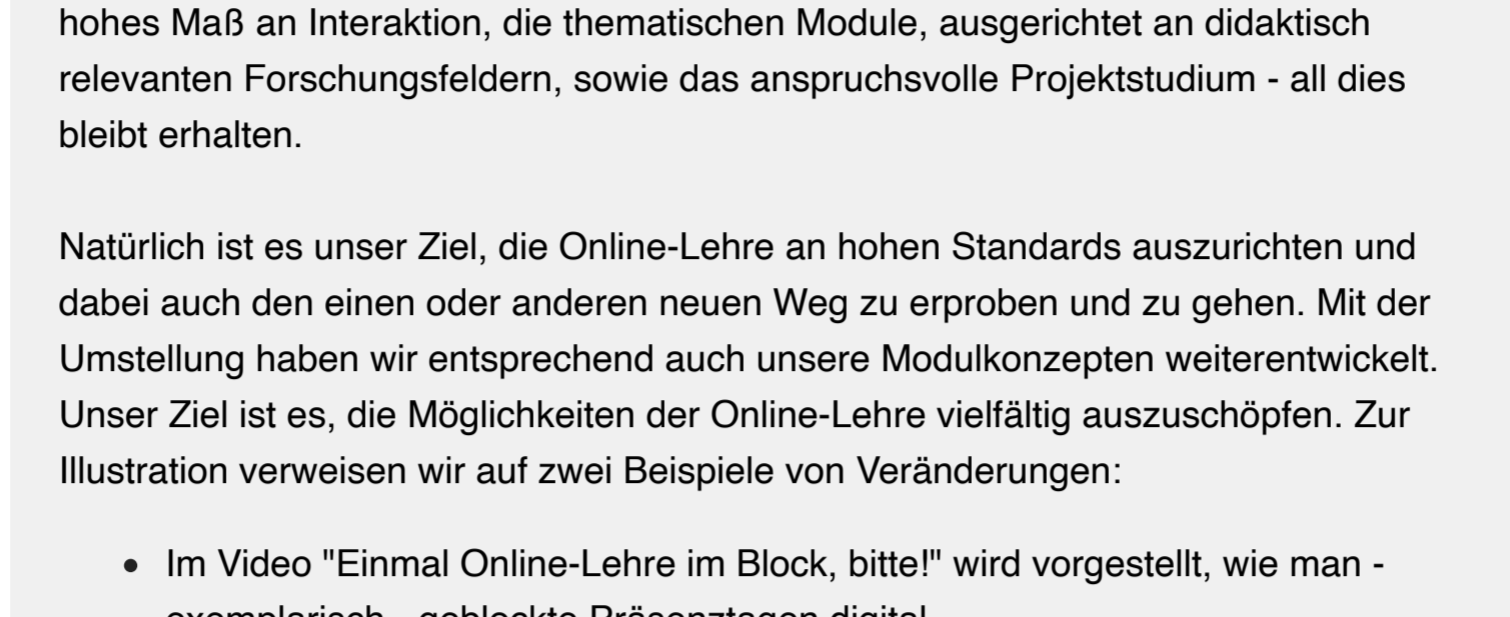 hohes Maß an Interaktion, die thematischen Module, ausgerichtet an didaktisch
relevanten Forschungsfeldern, sowie das anspruchsvolle Projektstudium - all dies
bleibt erhalten.
Natürlich ist es unser Ziel, die Online-Lehre an hohen Standards auszurichten und
dabei auch den einen oder anderen neuen Weg zu erproben und zu gehen. Mit der
Umstellung haben wir entsprechend auch unsere Modulkonzepten weiterentwickelt.
Unser Ziel ist es, die Möglichkeiten der Online-Lehre vielfältig auszuschöpfen. Zur
Illustration verweisen wir auf zwei Beispiele von Veränderungen:
• Im Video "Einmal Online-Lehre im Block, bitte!" wird vorgestellt, wie man -
exemplarisch - geblockte Präsenztagen digital